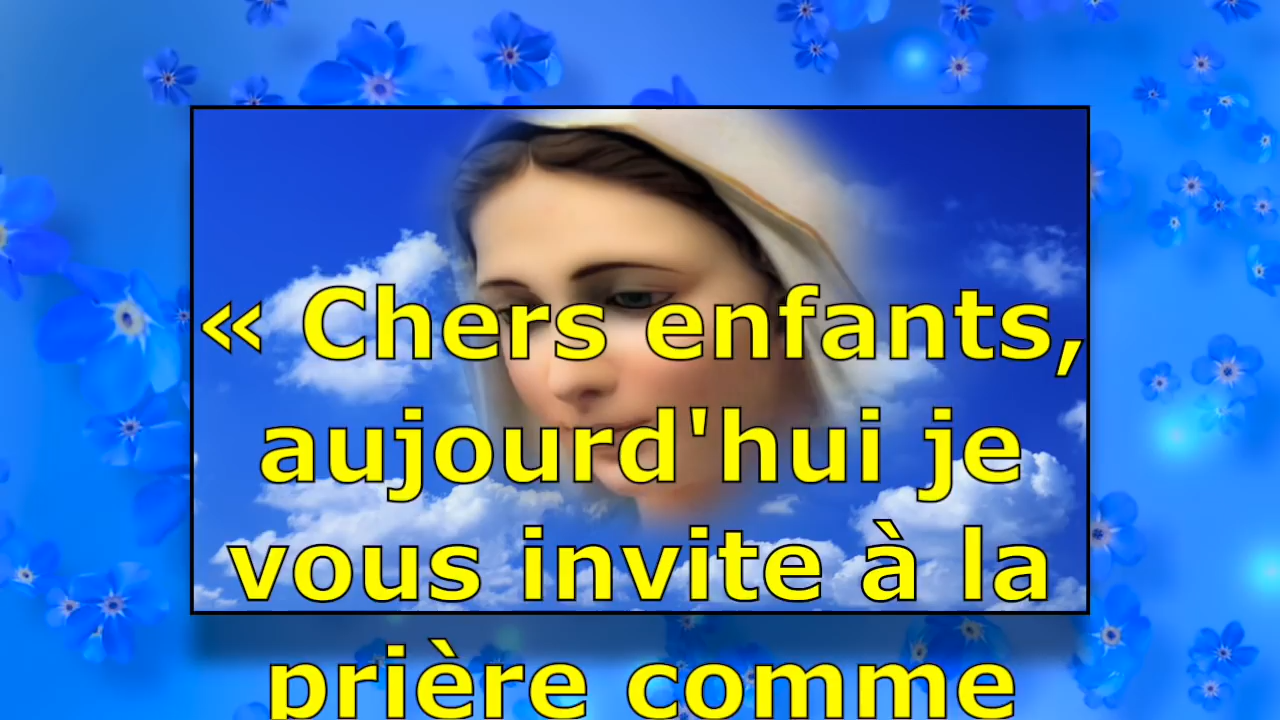 « Chers enfants,
aujourd'hui je
vous invite à la
prière comme